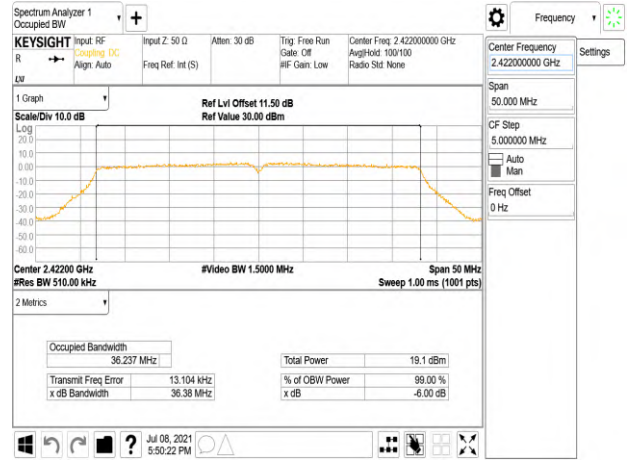 Spectrum Analyzer 1
Occupied BW
Frequency
KEYSIGHT
R
Input: RF
Coupling: DC
Align: Auto
Input Z: 50 Ω
Freq Ref: Int (S)
Atten: 30 dB
Trig: Free Run
Gate: Off
#IF Gain: Low
Center Freq: 2.422000000 GHz
Avg|Hold: 100/100
Radio Std: None
Center Frequency
2.422000000 GHz
Settings
Span
50.000 MHz
CF Step
5.000000 MHz
Auto
Man
Freq Offset
0 Hz
1 Graph
Scale/Div 10.0 dB
Ref Lvl Offset 11.50 dB
Ref Value 30.00 dBm
Log
20.0
10.0
0.00
-10.0
-20.0
-30.0
-40.0
-50.0
-60.0
Center 2.42200 GHz
#Res BW 510.00 kHz
#Video BW 1.5000 MHz
Span 50 MHz
Sweep 1.00 ms (1001 pts)
2 Metrics
Occupied Bandwidth
36.237 MHz
Total Power 19.1 dBm
Transmit Freq Error 13.104 kHz
% of OBW Power 99.00 %
x dB Bandwidth 36.38 MHz
x dB -6.00 dB
?
Jul 08, 2021
5:50:22 PM